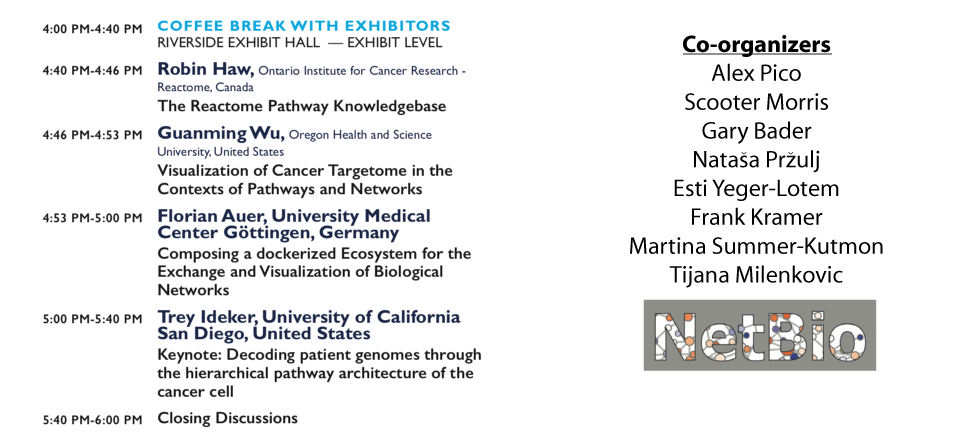 4:00 PM-4:40 PM COFFEE BREAK WITH EXHIBITORS
RIVERSIDE EXHIBIT HALL — EXHIBIT LEVEL
4:40 PM-4:46 PM Robin Haw, Ontario Institute for Cancer Research -
Reactome, Canada
The Reactome Pathway Knowledgebase
4:46 PM-4:53 PM Guanming Wu, Oregon Health and Science
University, United States
Visualization of Cancer Targetome in the
Contexts of Pathways and Networks
4:53 PM-5:00 PM Florian Auer, University Medical
Center Göttingen, Germany
Composing a dockerized Ecosystem for the
Exchange and Visualization of Biological
Networks
5:00 PM-5:40 PM Trey Ideker, University of California
San Diego, United States
Keynote: Decoding patient genomes through
the hierarchical pathway architecture of the
cancer cell
5:40 PM-6:00 PM Closing Discussions
Co-organizers
Alex Pico
Scooter Morris
Gary Bader
Nataša Pržulj
Esti Yeger-Lotem
Frank Kramer
Martina Summer-Kutmon
Tijana Milenkovic
NetBio